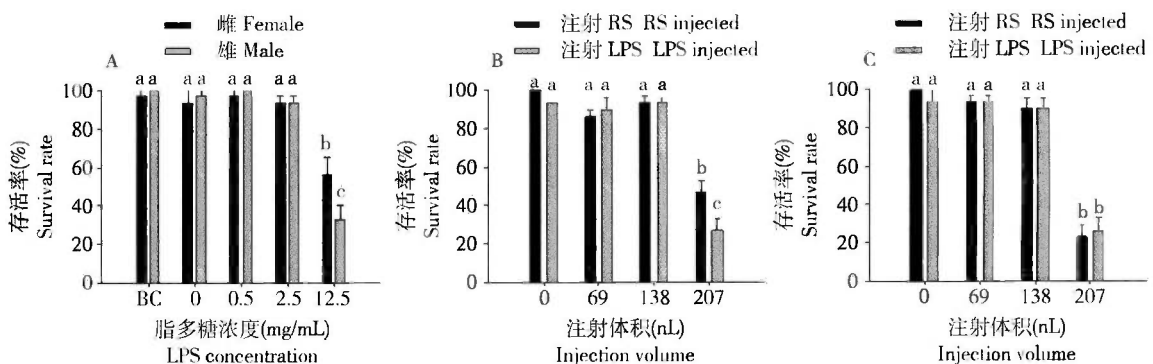 雌 Female
雄 Male
A
a a a a a a a a b c
100
80
60
40
20
0
存活率(%)
Survival rate
BC 0 0.5 2.5 12.5
脂多糖浓度(mg/mL)
LPS concentration
注射 RS RS injected
注射 LPS LPS injected
B
a a a a a a b c
100
80
60
40
20
0
存活率(%)
Survival rate
0 69 138 207
注射体积(nL)
Injection volume
注射 RS RS injected
注射 LPS LPS injected
C
a a a a a a b b
100
80
60
40
20
0
存活率(%)
Survival rate
0 69 138 207
注射体积(nL)
Injection volume